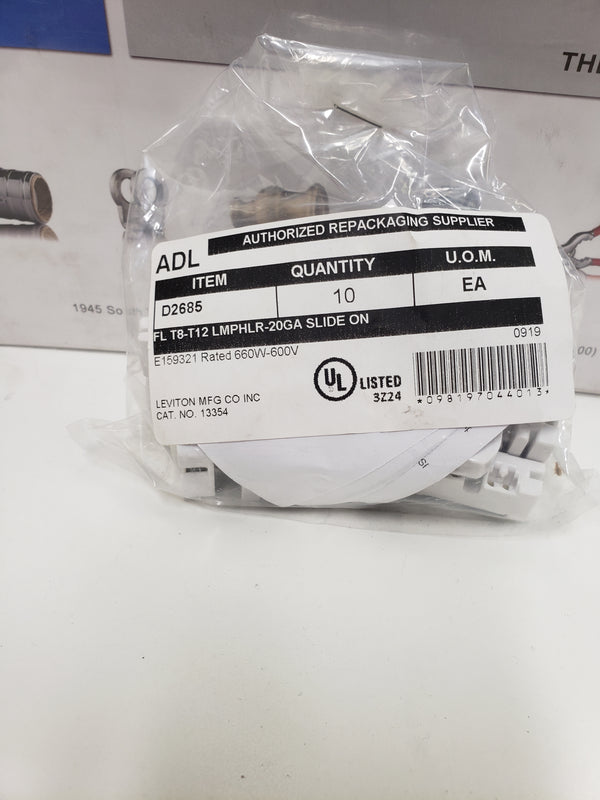 THE
AUTHORIZED REPACKAGING SUPPLIER
ADL
ITEM QUANTITY U.O.M.
D2685 10 EA
FL T8-T12 LMPHLR-20GA SLIDE ON
0919
E159321 Rated 660W-600V
UL LISTED
3Z24
LEVITON MFG CO INC
CAT. NO. 13354
*098197044013*
1945 So
00)